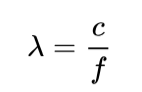 λ = c/f